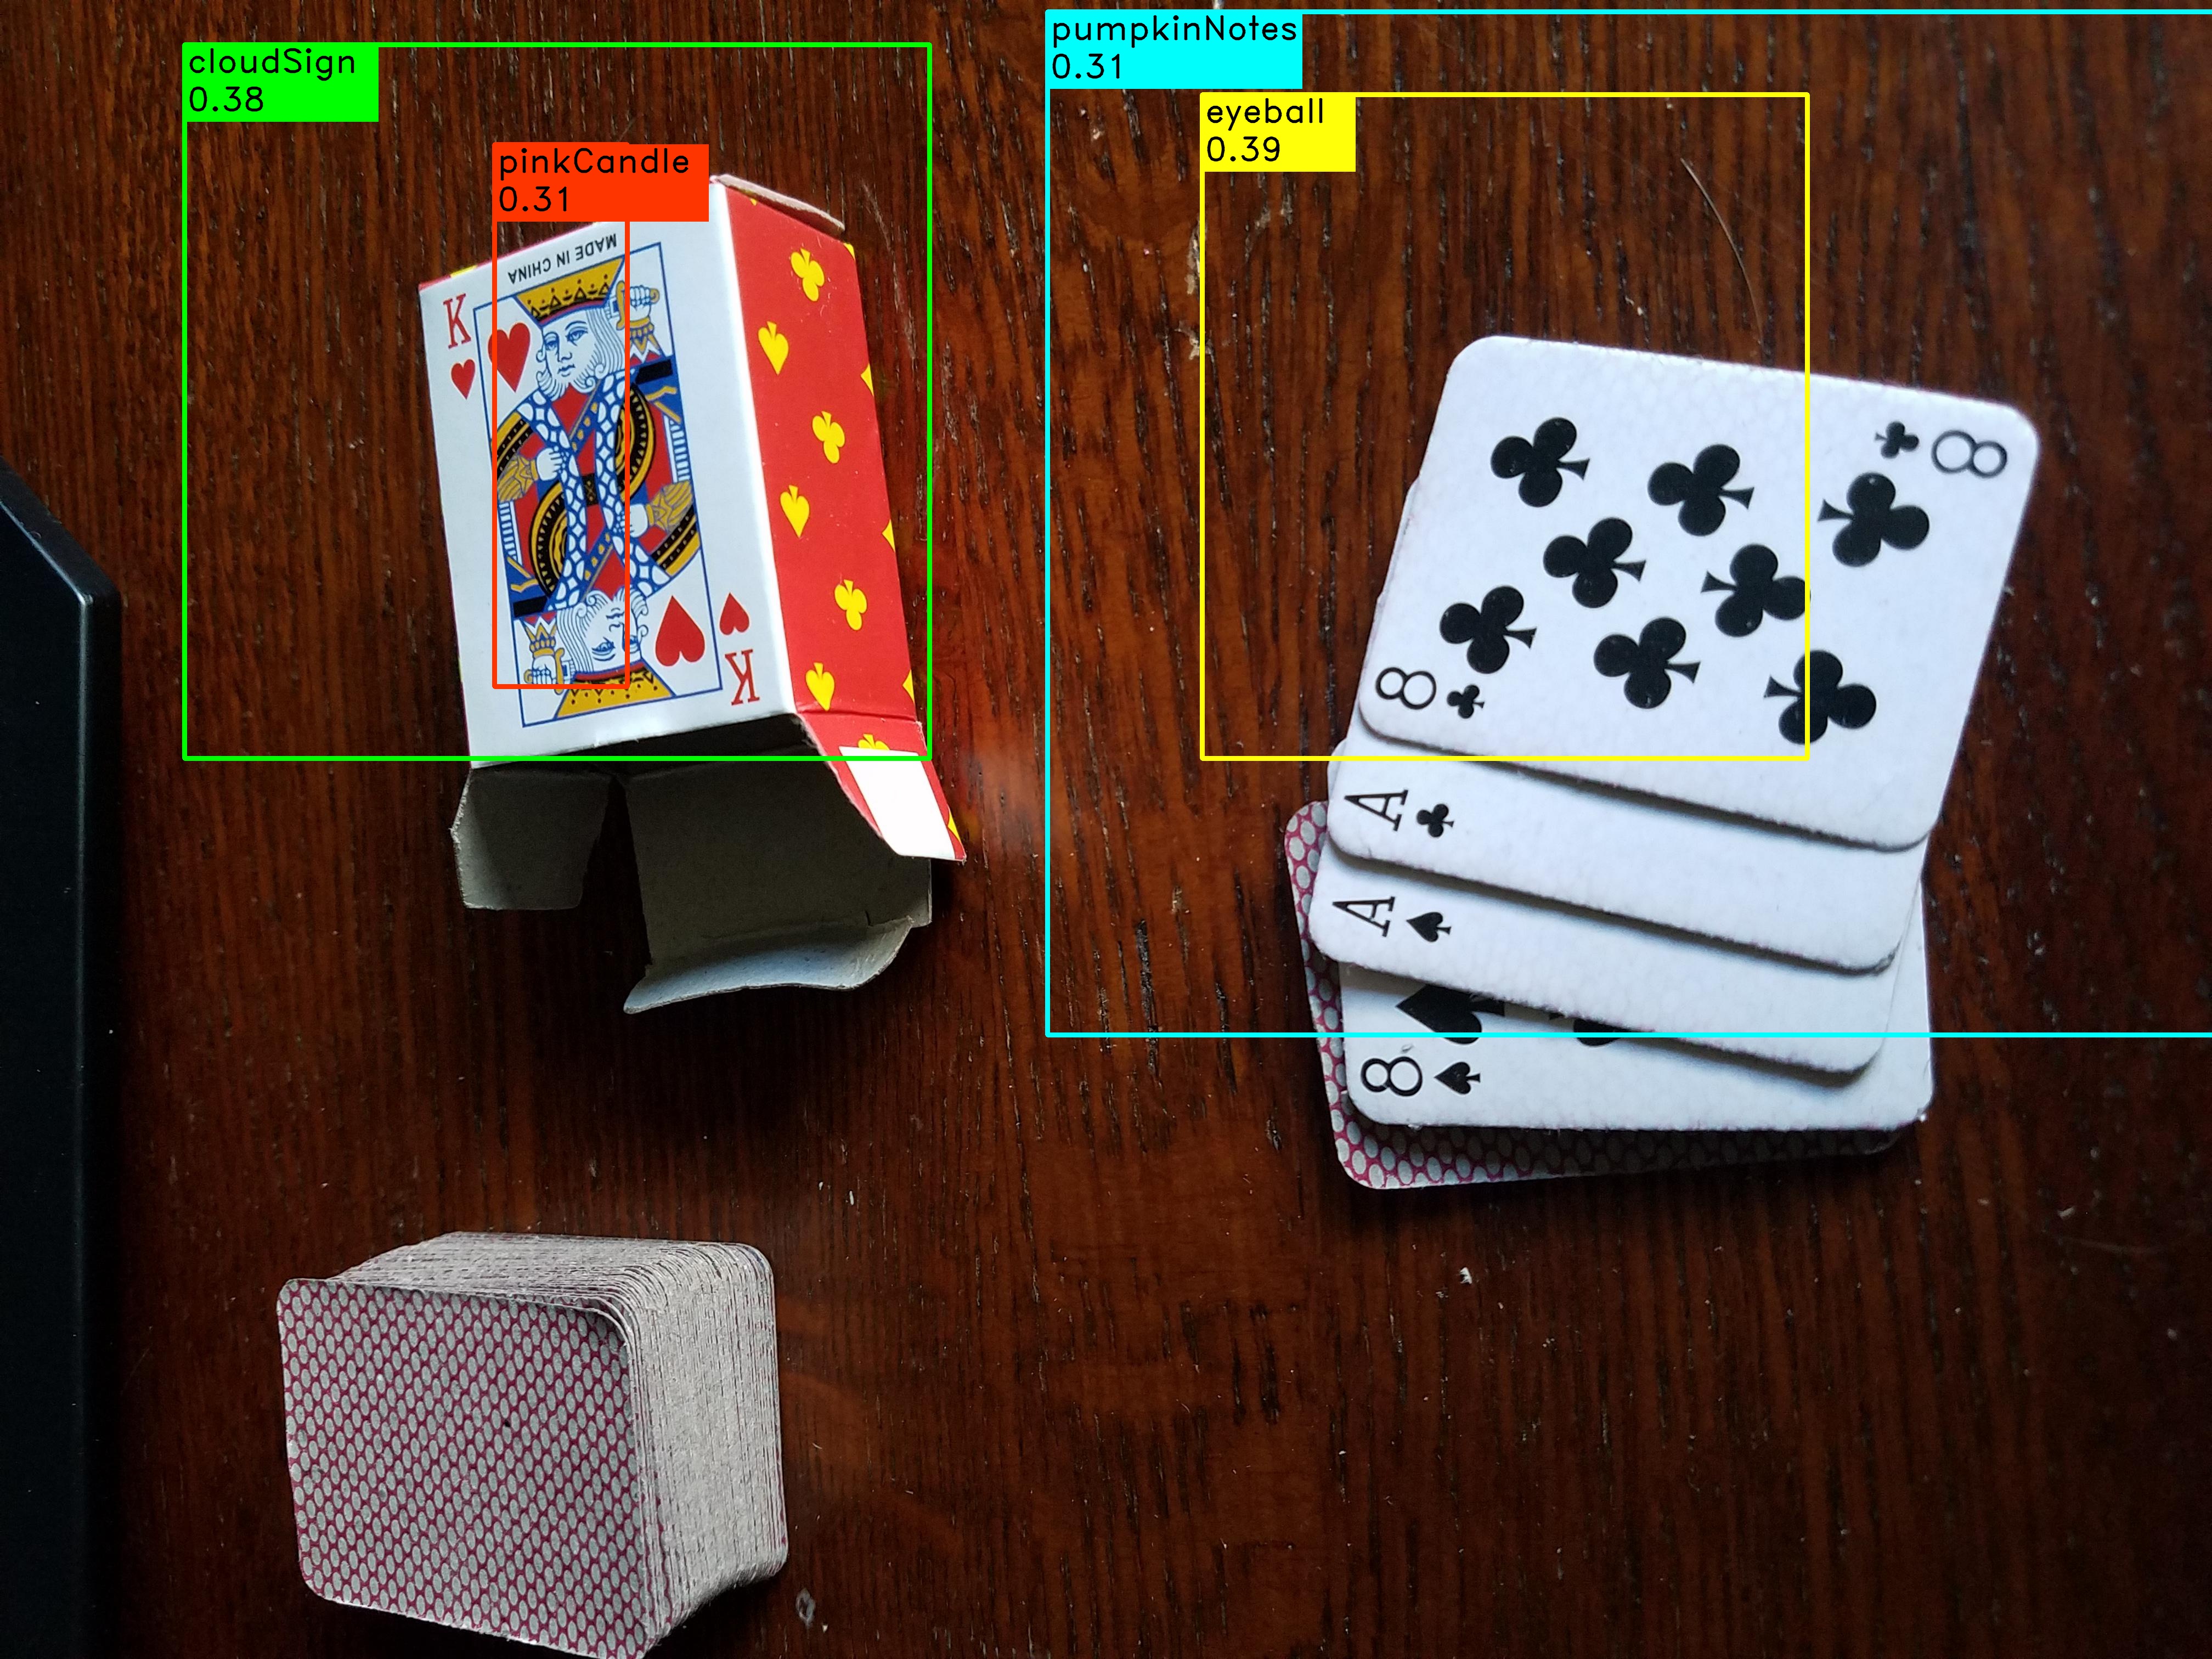 cloudSign
0.38
pumpkinNotes
0.31
eyeball
0.39
pinkCandle
0.31
MADE IN CHINA
K
K
8
8
A
A
8